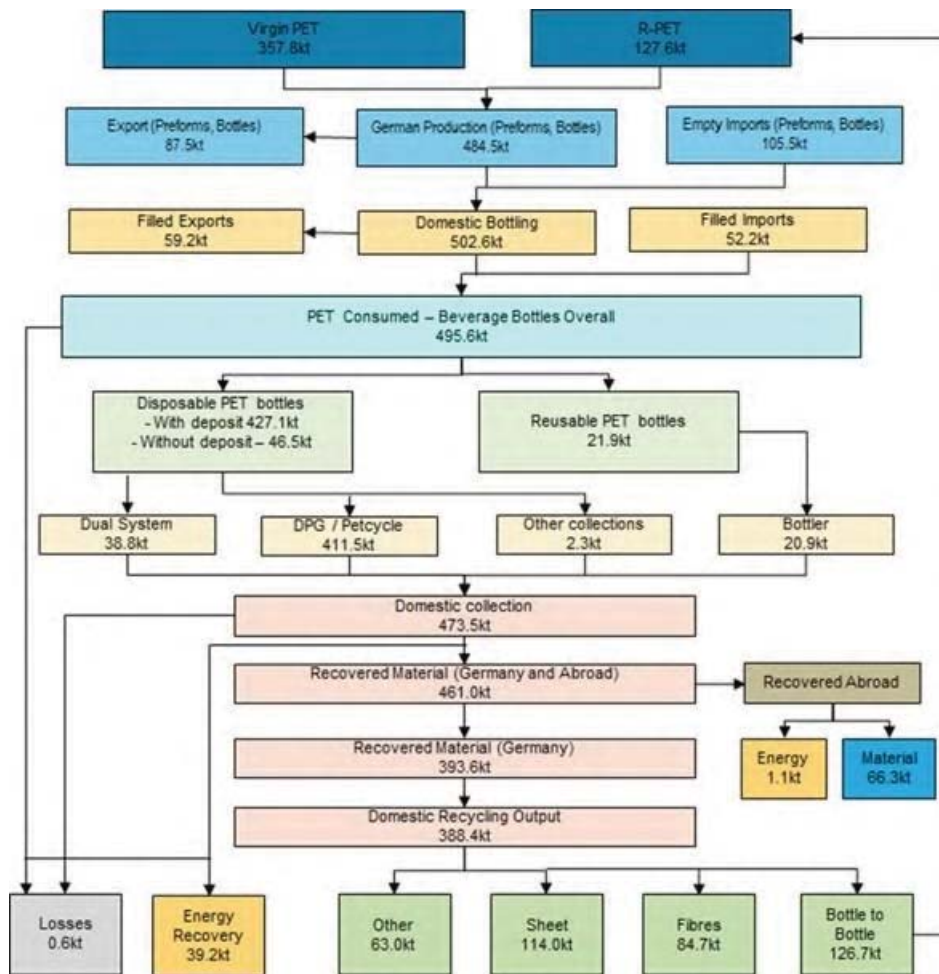 Virgin PET
357.8kt
R-PET
127.6kt
Export (Preforms, Bottles)
87.5kt
German Production (Preforms, Bottles)
484.5kt
Empty Imports (Preforms, Bottles)
105.5kt
Filled Exports
59.2kt
Domestic Bottling
502.6kt
Filled Imports
52.2kt
PET Consumed – Beverage Bottles Overall
495.6kt
Disposable PET bottles
- With deposit 427.1kt
- Without deposit – 46.5kt
Reusable PET bottles
21.9kt
Dual System
38.8kt
DPG / Petcycle
411.5kt
Other collections
2.3kt
Bottler
20.9kt
Domestic collection
473.5kt
Recovered Material (Germany and Abroad)
461.0kt
Recovered Abroad
Recovered Material (Germany)
393.6kt
Energy
1.1kt
Material
66.3kt
Domestic Recycling Output
388.4kt
Losses
0.6kt
Energy
Recovery
39.2kt
Other
63.0kt
Sheet
114.0kt
Fibres
84.7kt
Bottle to
Bottle
126.7kt